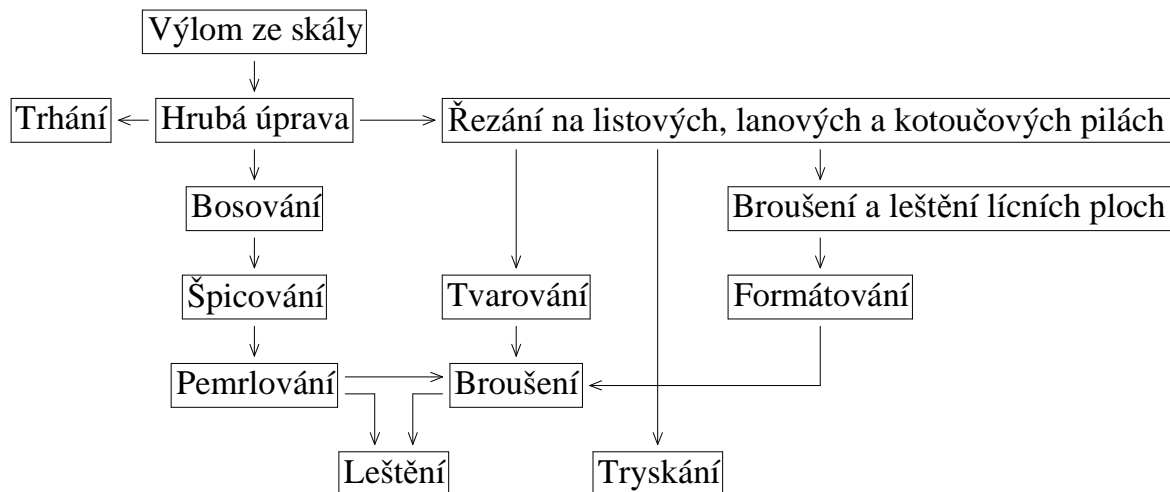 Výlom ze skály
Trhání
Hrubá úprava
Řezání na listových, lanových a kotoučových pilách
Bosování
Broušení a leštění lícních ploch
Špicování
Tvarování
Formátování
Pemrlování
Broušení
Leštění
Tryskání